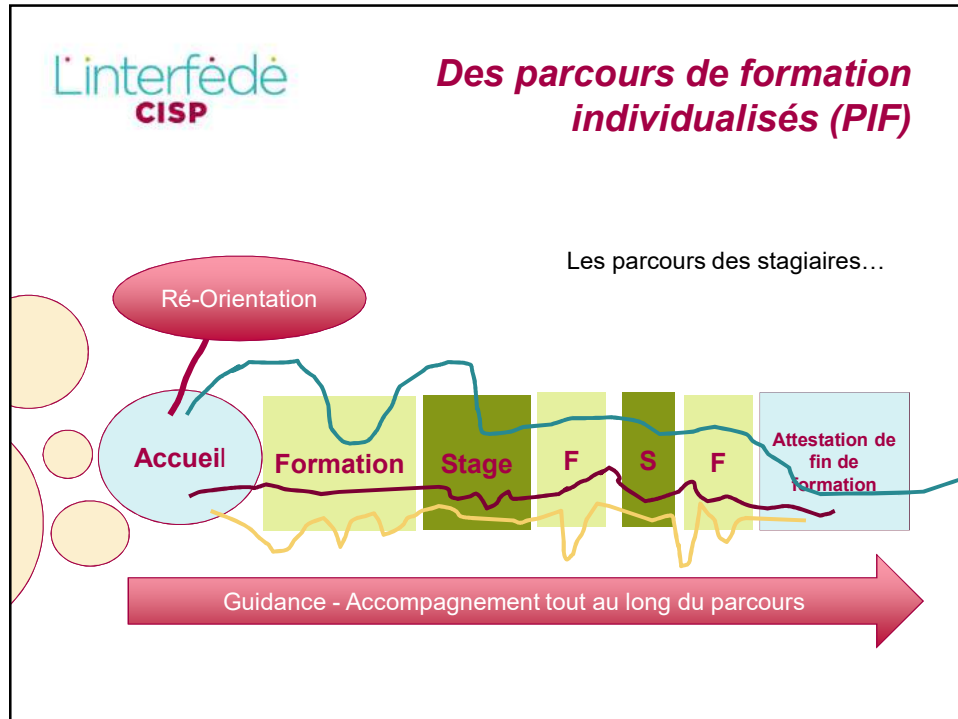 L'interfédé
CISP
Des parcours de formation
individualisés (PIF)
Les parcours des stagiaires…
Ré-Orientation
Accueil
Formation
Stage
F
S
F
Attestation de
fin de
formation
Guidance - Accompagnement tout au long du parcours